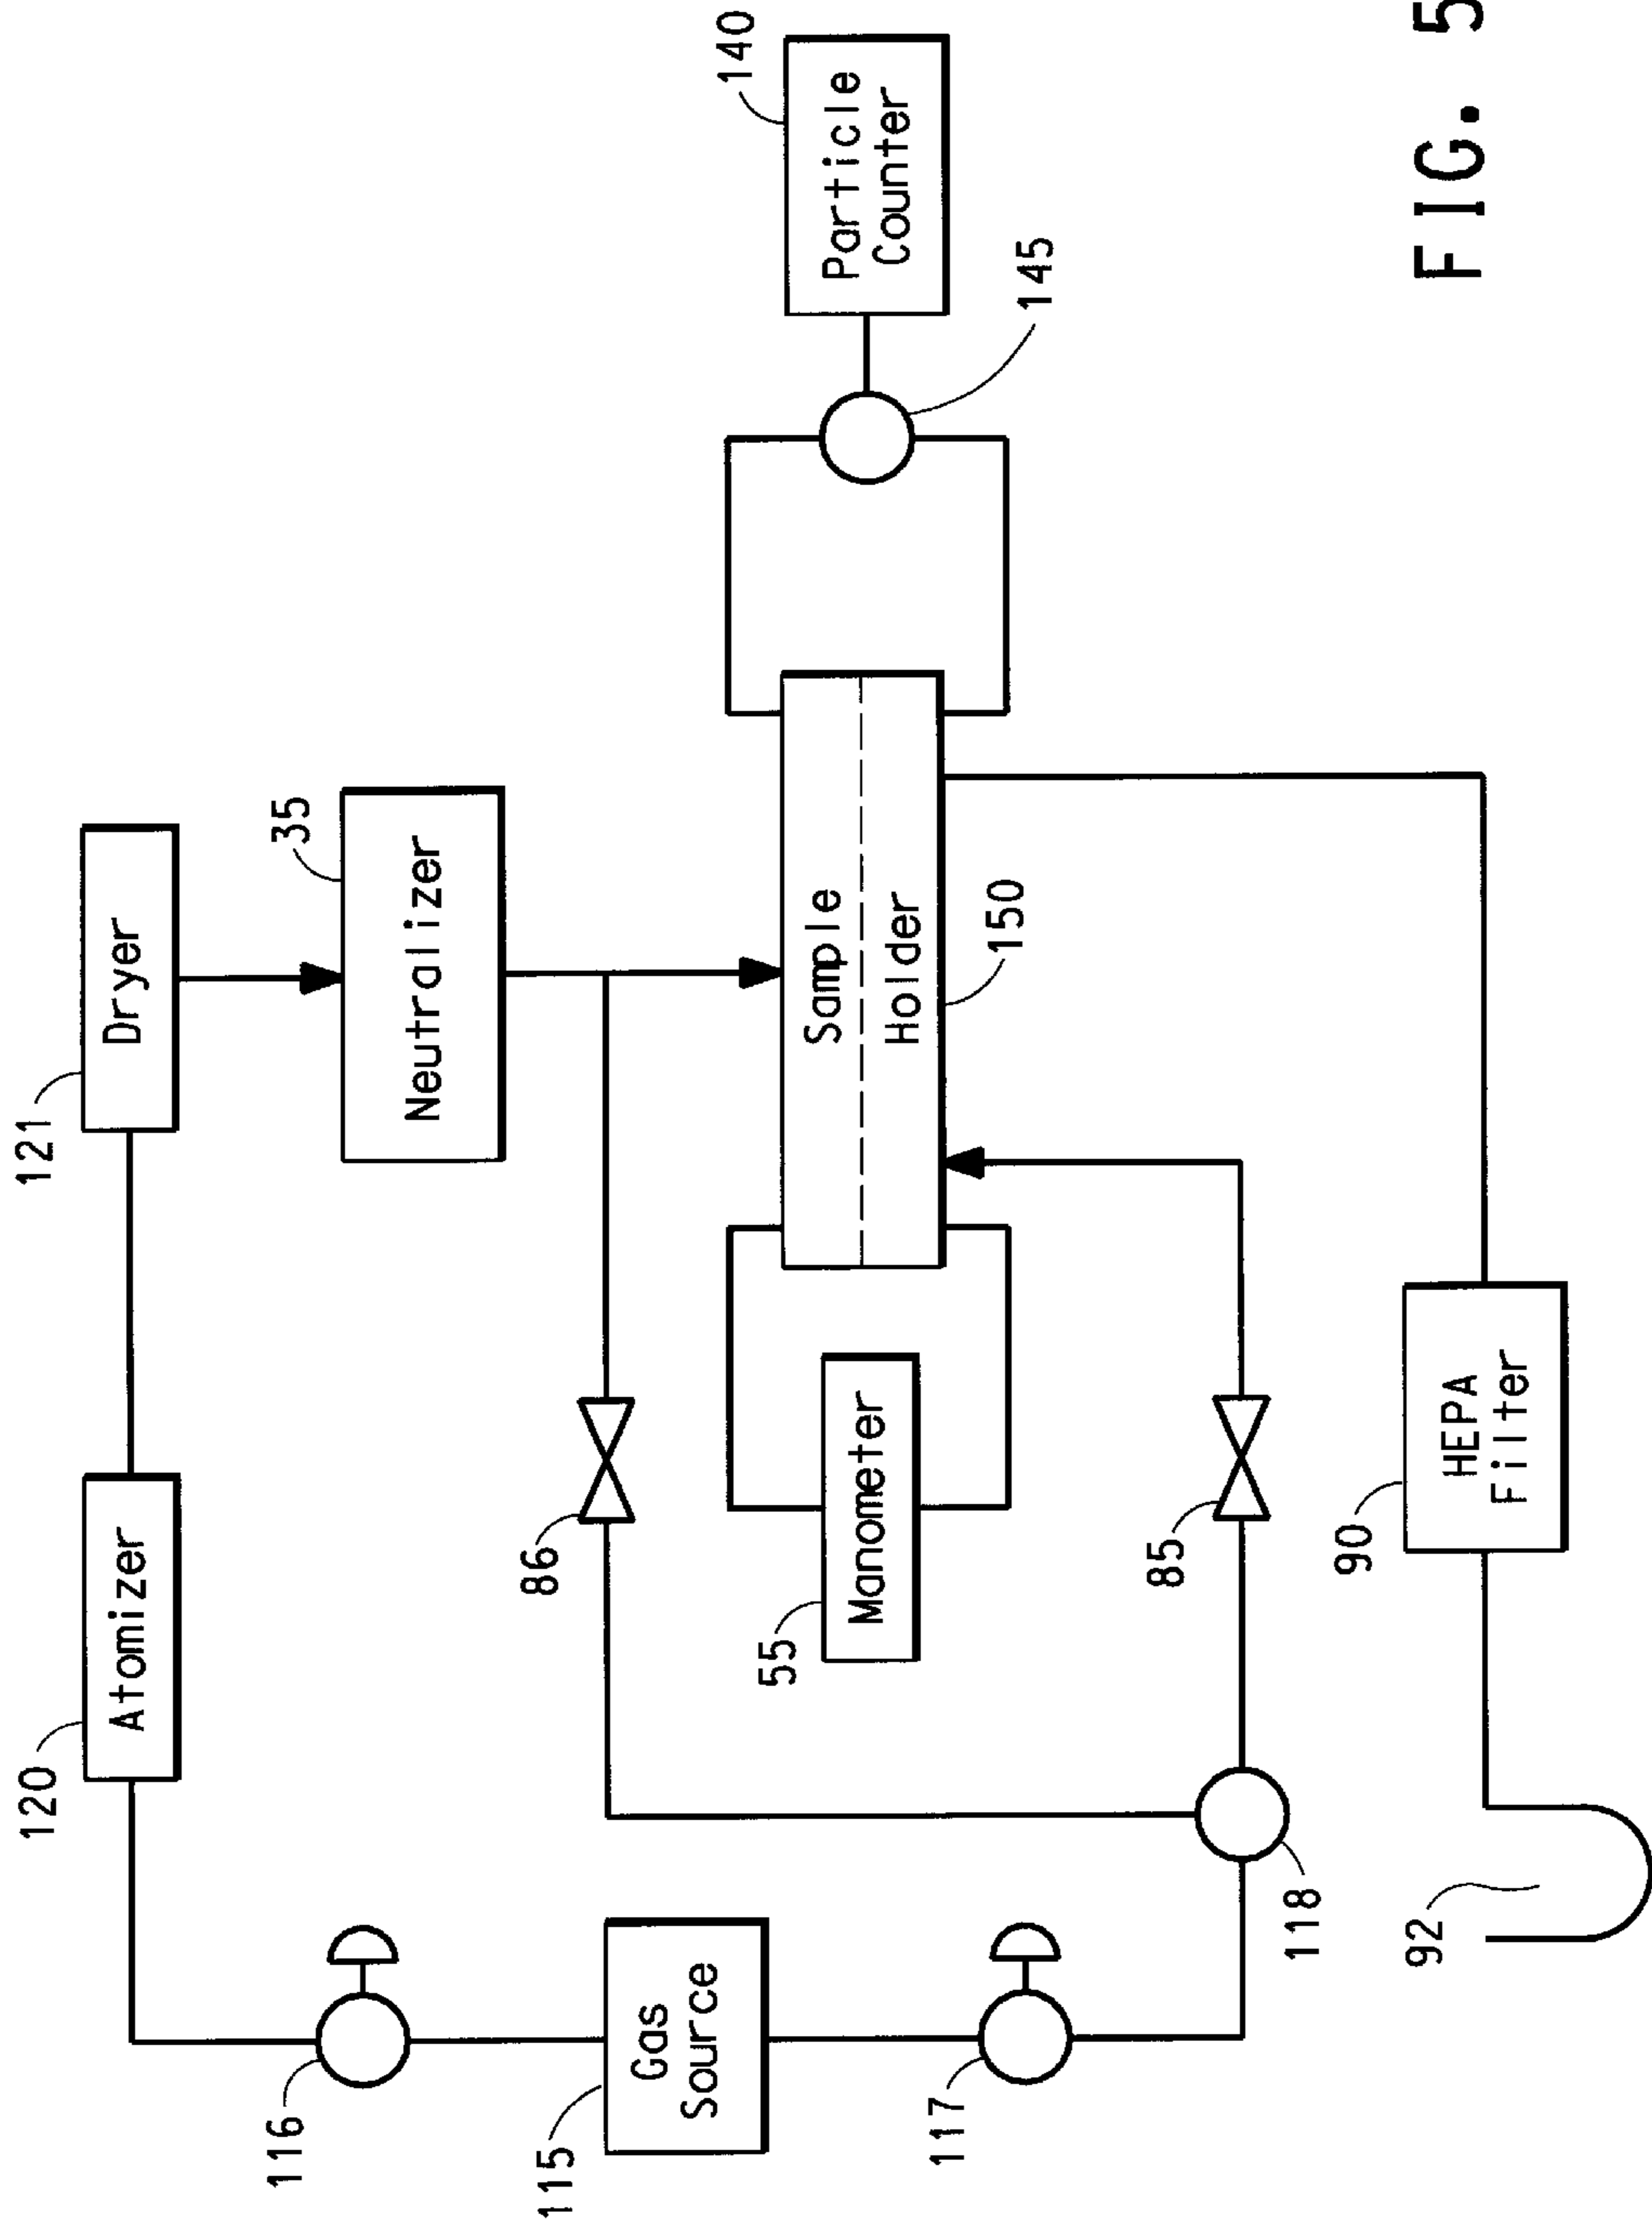 120
Atomizer
121
Dryer
116
35
Neutralizer
86
115
Gas
Source
55
Manometer
Sample
Holder
150
140
Particle
Counter
145
117
85
118
90
HEPA
Filter
92
FIG. 5